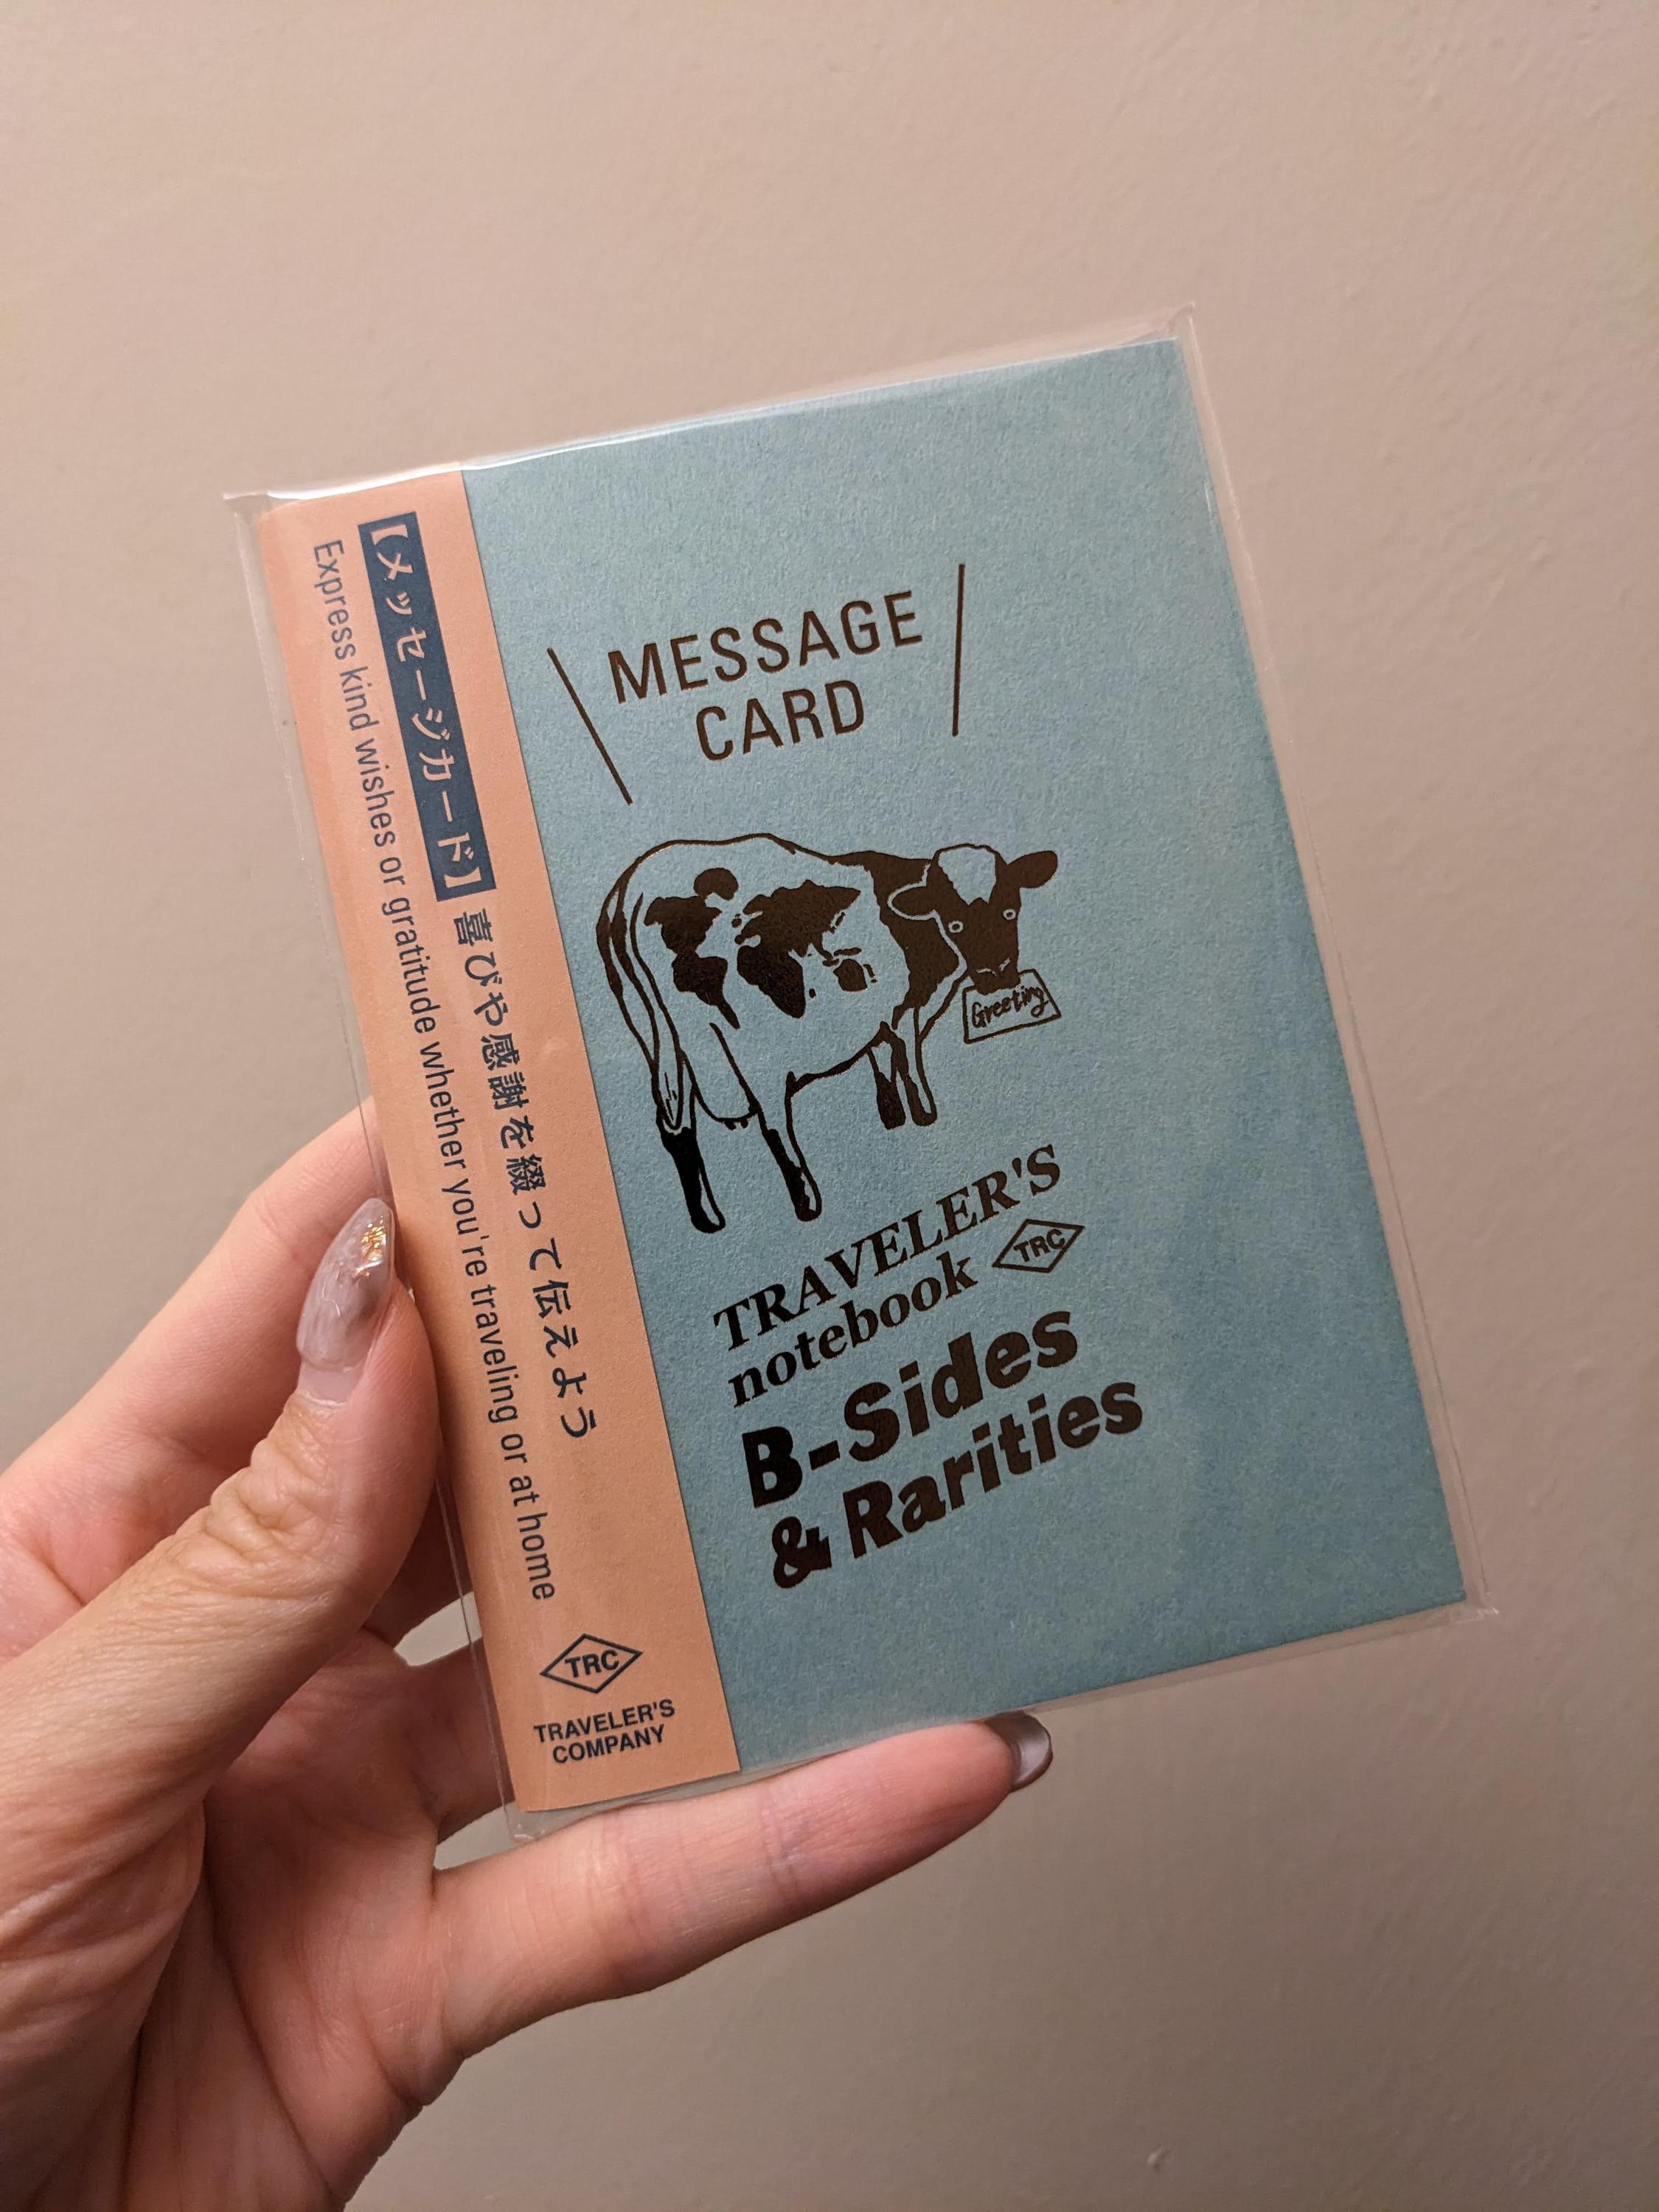 MESSAGE
CARD
Greeting
TRAVELER'S
notebook TRC
B-Sides
& Rarities
【メッセージカード】喜びや感謝を綴って伝えよう
Express kind wishes or gratitude whether you're traveling or at home
TRC
TRAVELER'S
COMPANY